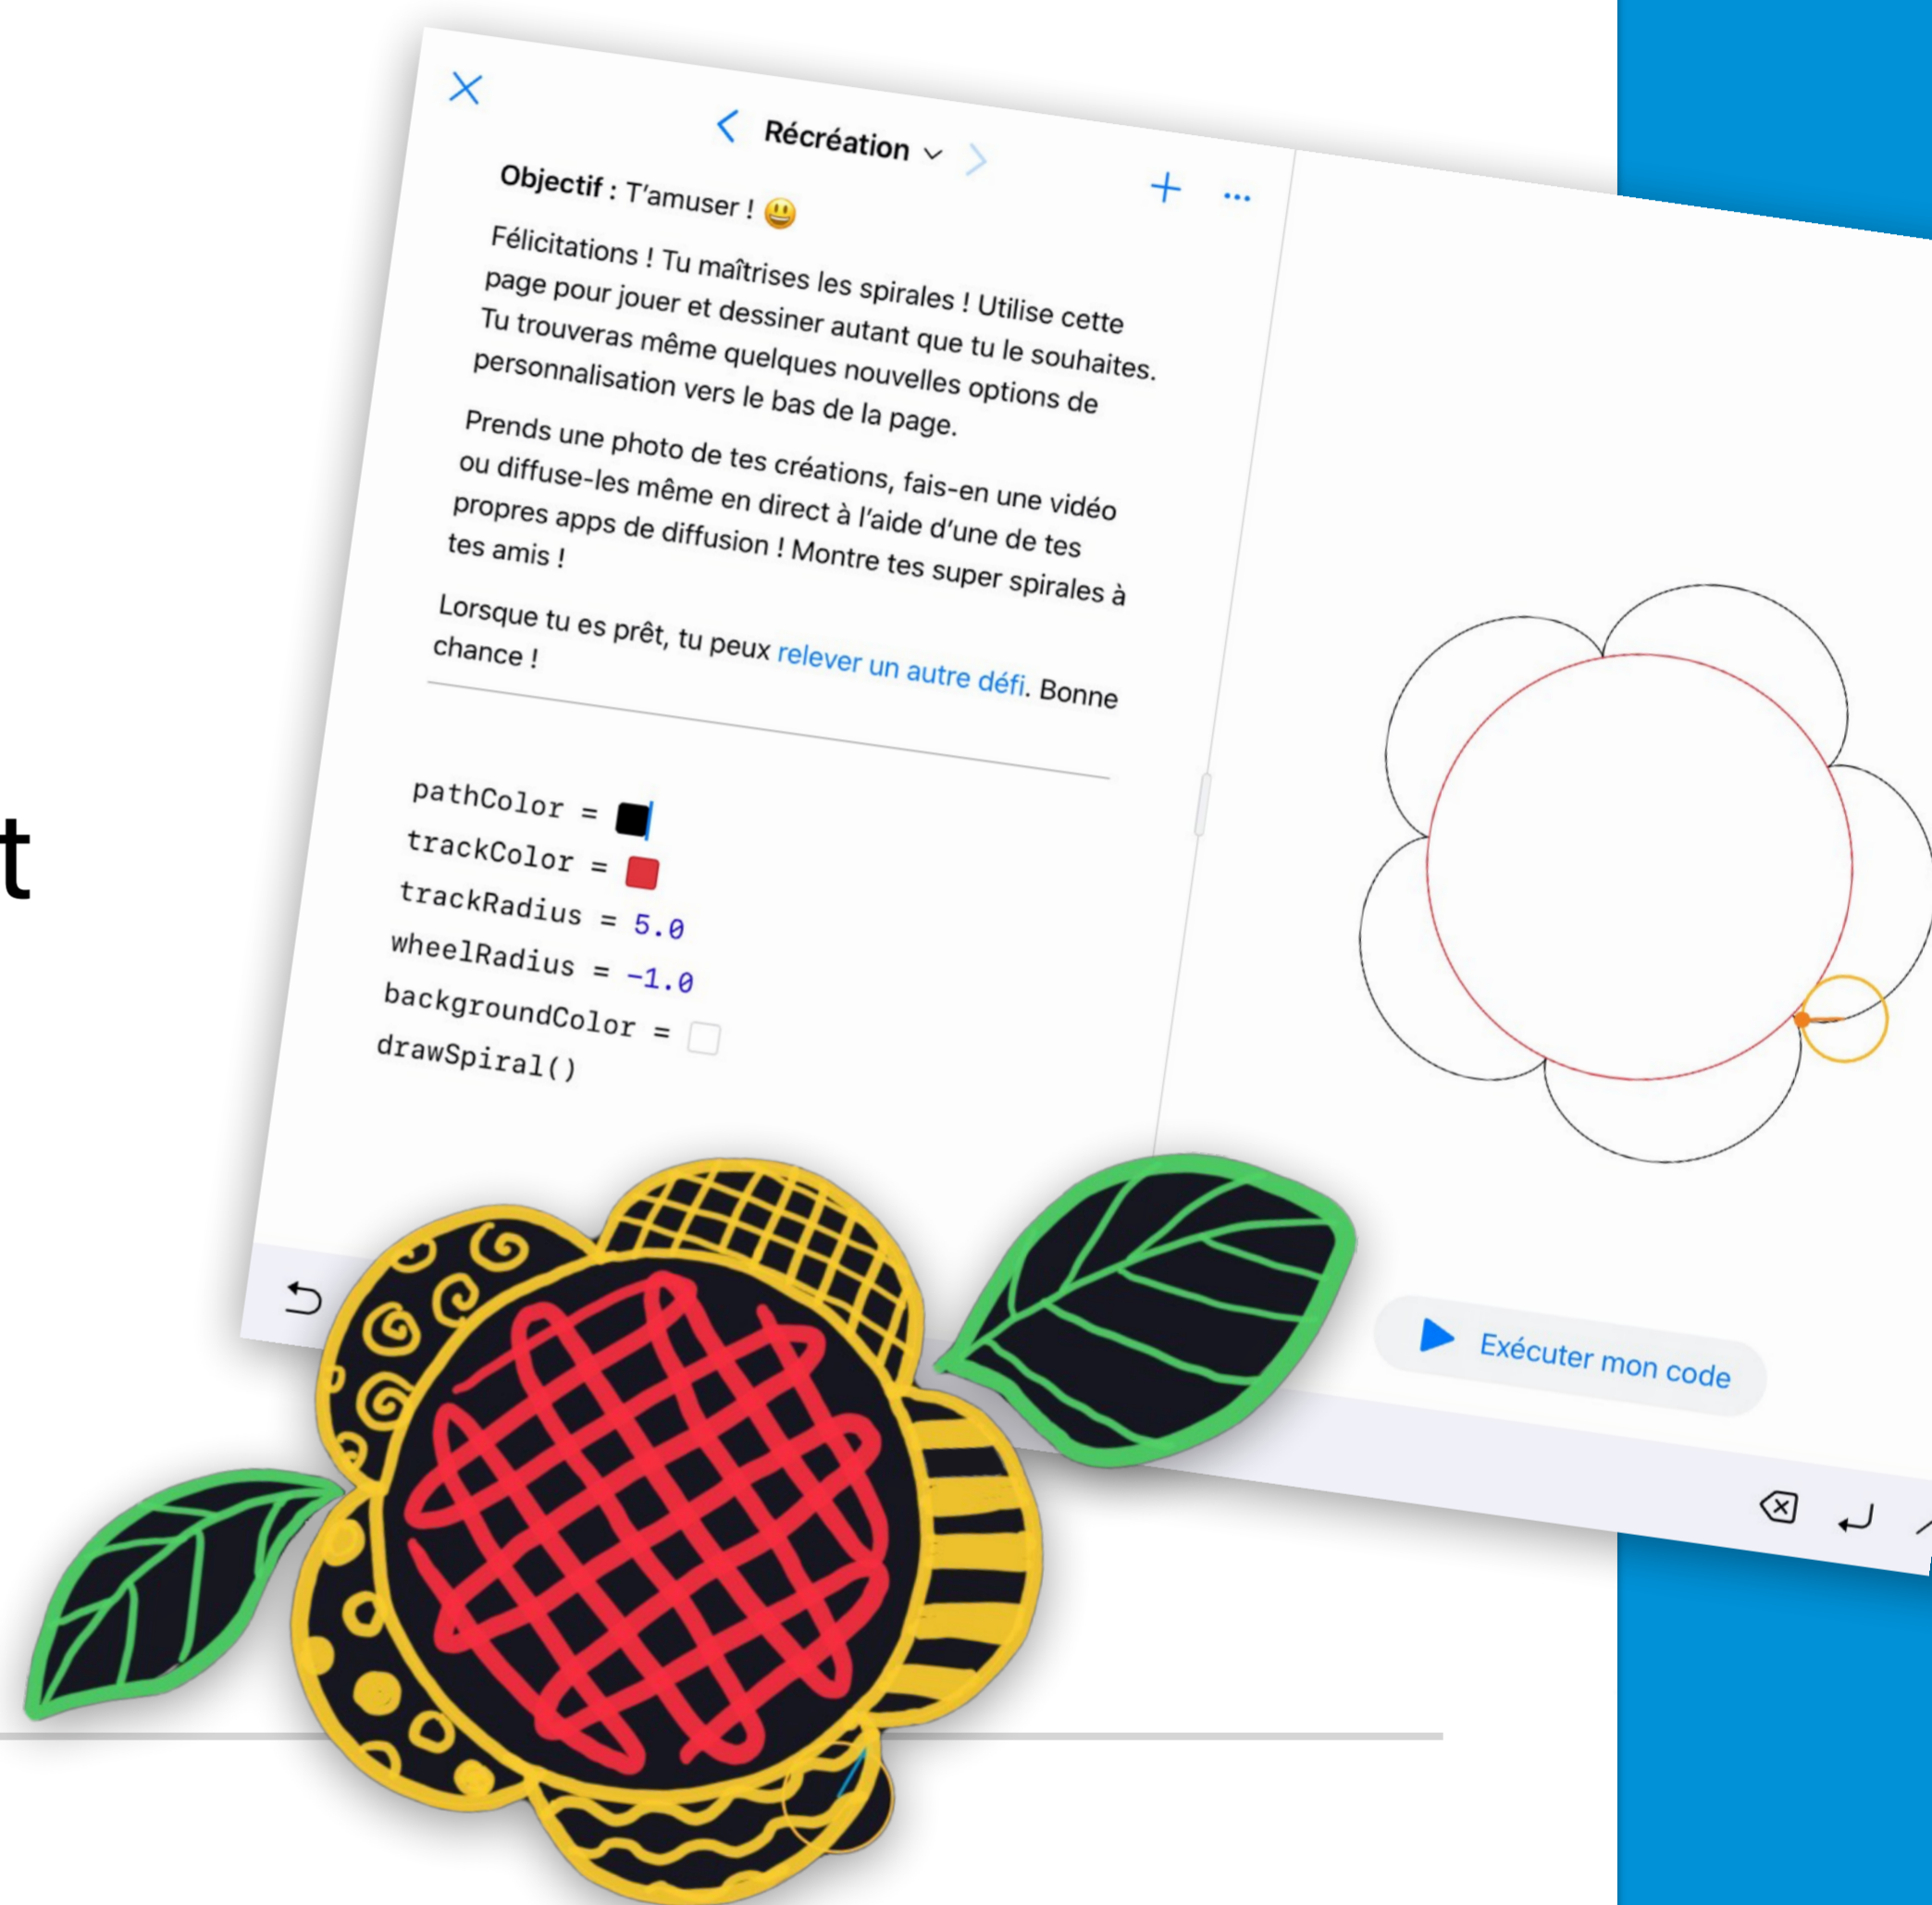 Récréation
Objectif : T'amuser ! 😃
Félicitations ! Tu maîtrises les spirales ! Utilise cette
page pour jouer et dessiner autant que tu le souhaites.
Tu trouveras même quelques nouvelles options de
personnalisation vers le bas de la page.
Prends une photo de tes créations, fais-en une vidéo
ou diffuse-les même en direct à l'aide d'une de tes
propres apps de diffusion ! Montre tes super spirales à
tes amis !
Lorsque tu es prêt, tu peux relever un autre défi. Bonne
chance !
t
pathColor =
trackColor =
trackRadius = 5.0
wheelRadius = −1.0
backgroundColor =
drawSpiral()
Exécuter mon code